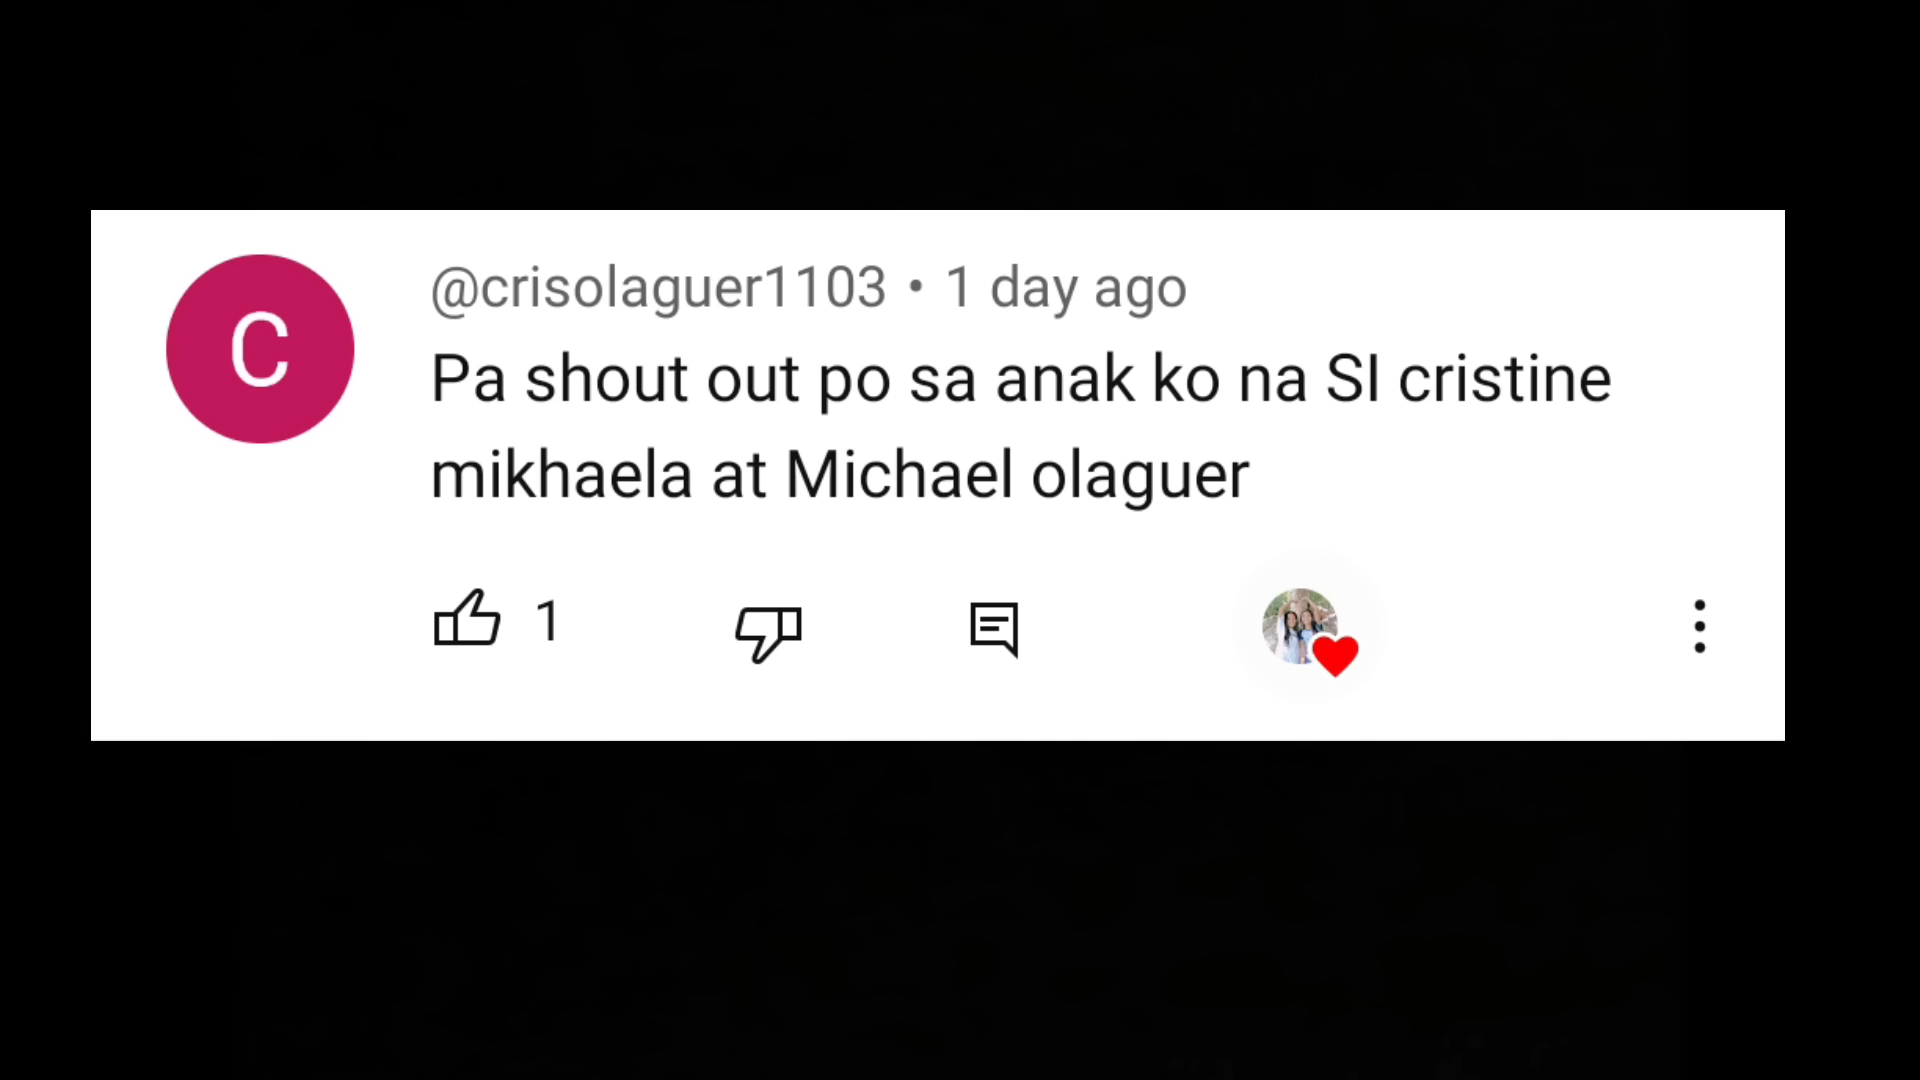 C
@crisolaguer1103 • 1 day ago
Pa shout out po sa anak ko na SI cristine
mikhaela at Michael olaguer
1